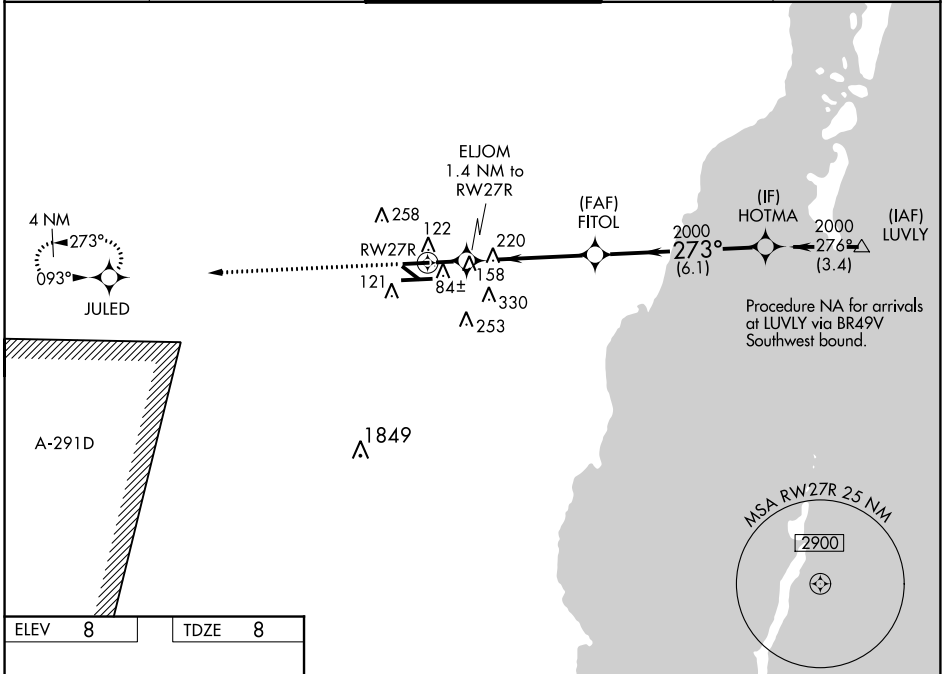 ELJOM
1.4 NM to
RW27R
(FAF)
FITOL
(IF)
HOTMA
(IAF)
LUVLY
2000
273°
(6.1)
2000
276°
(3.4)
4 NM
273°
093°
JULED
258
122
RW27R
220
158
121
84±
330
253
Procedure NA for arrivals
at LUVLY via BR49V
Southwest bound.
A-291D
1849
MSA RW27R 25 NM
2900
ELEV 8
TDZE 8